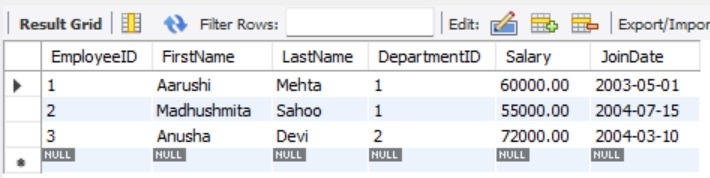 Result Grid Filter Rows: Edit: Export/Impor
EmployeeID FirstName LastName DepartmentID Salary JoinDate
1 Aarushi Mehta 1 60000.00 2003-05-01
2 Madhushmita Sahoo 1 55000.00 2004-07-15
3 Anusha Devi 2 72000.00 2004-03-10
NULL NULL NULL NULL NULL NULL